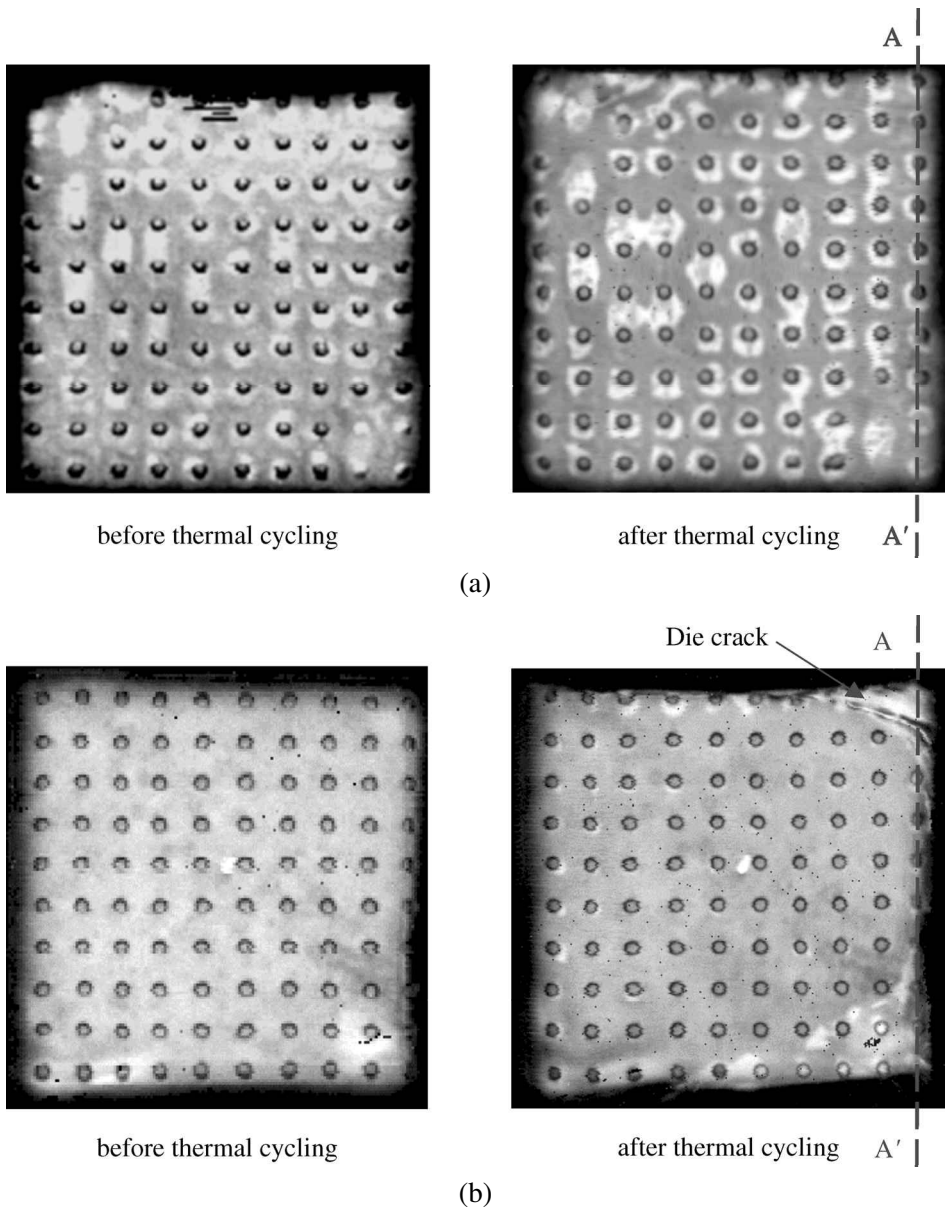 A
before thermal cycling
after thermal cycling
A′
(a)
Die crack
A
before thermal cycling
after thermal cycling
A′
(b)